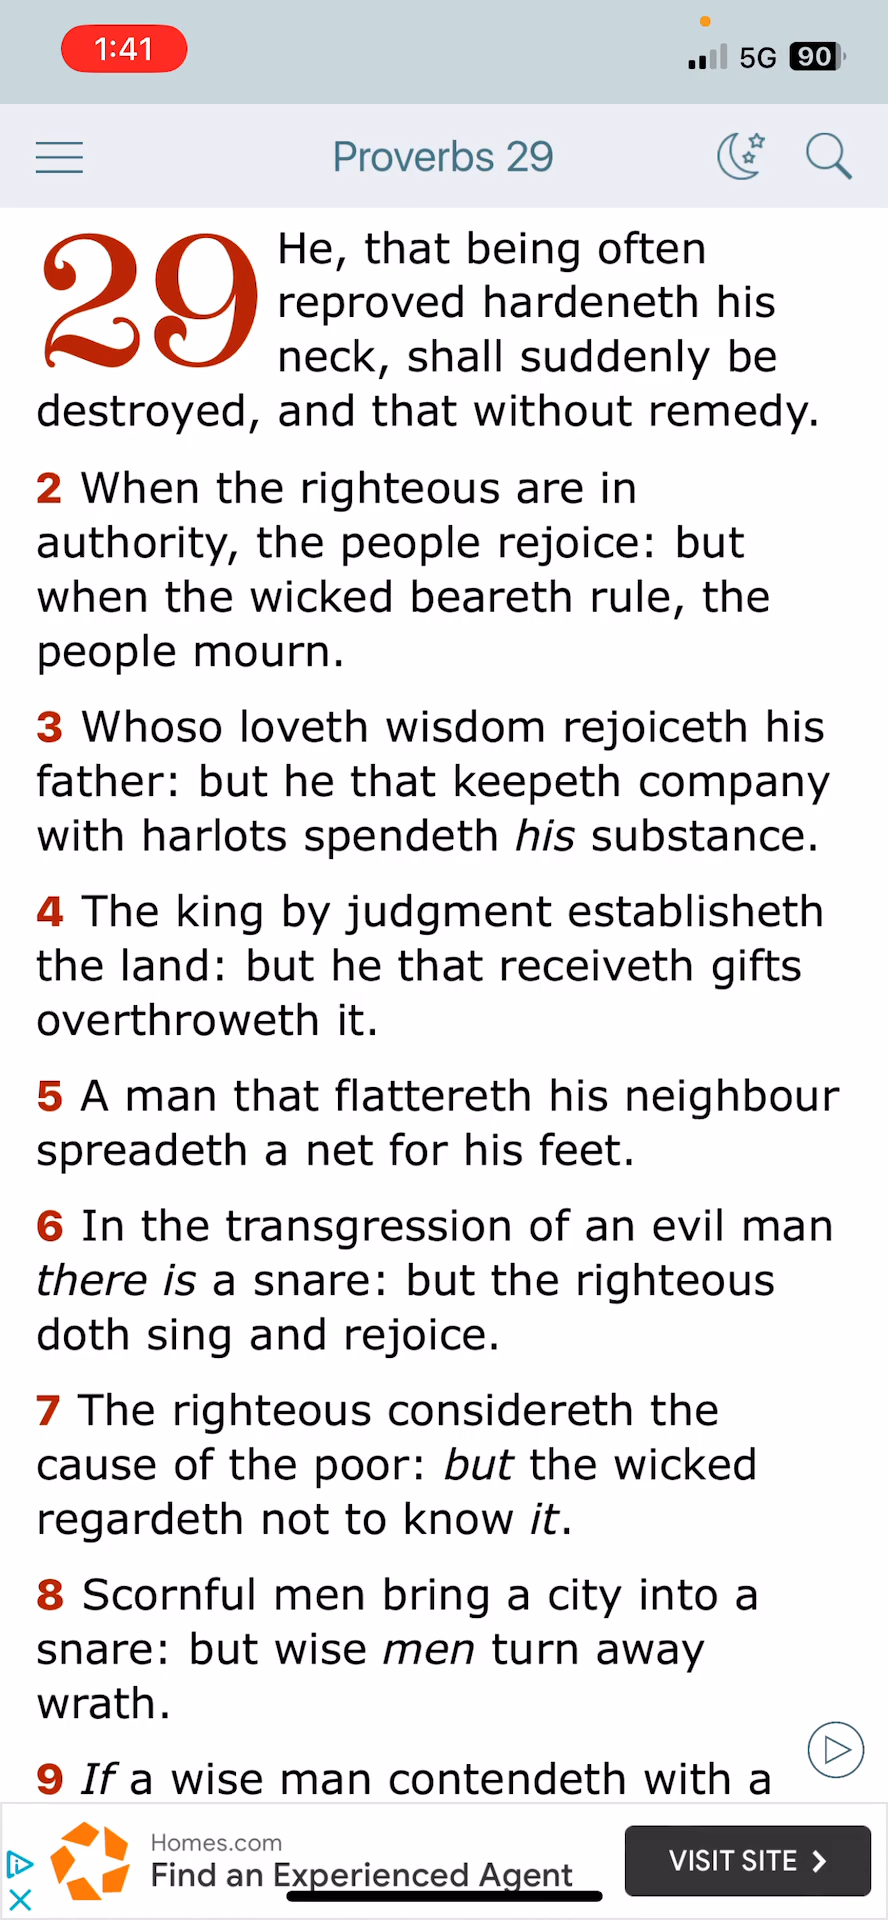 1:41
5G 90
Proverbs 29
29 He, that being often
reproved hardeneth his
neck, shall suddenly be
destroyed, and that without remedy.
2 When the righteous are in
authority, the people rejoice: but
when the wicked beareth rule, the
people mourn.
3 Whoso loveth wisdom rejoiceth his
father: but he that keepeth company
with harlots spendeth his substance.
4 The king by judgment establisheth
the land: but he that receiveth gifts
overthroweth it.
5 A man that flattereth his neighbour
spreadeth a net for his feet.
6 In the transgression of an evil man
there is a snare: but the righteous
doth sing and rejoice.
7 The righteous considereth the
cause of the poor: but the wicked
regardeth not to know it.
8 Scornful men bring a city into a
snare: but wise men turn away
wrath.
9 If a wise man contendeth with a
Homes.com
Find an Experienced Agent
VISIT SITE